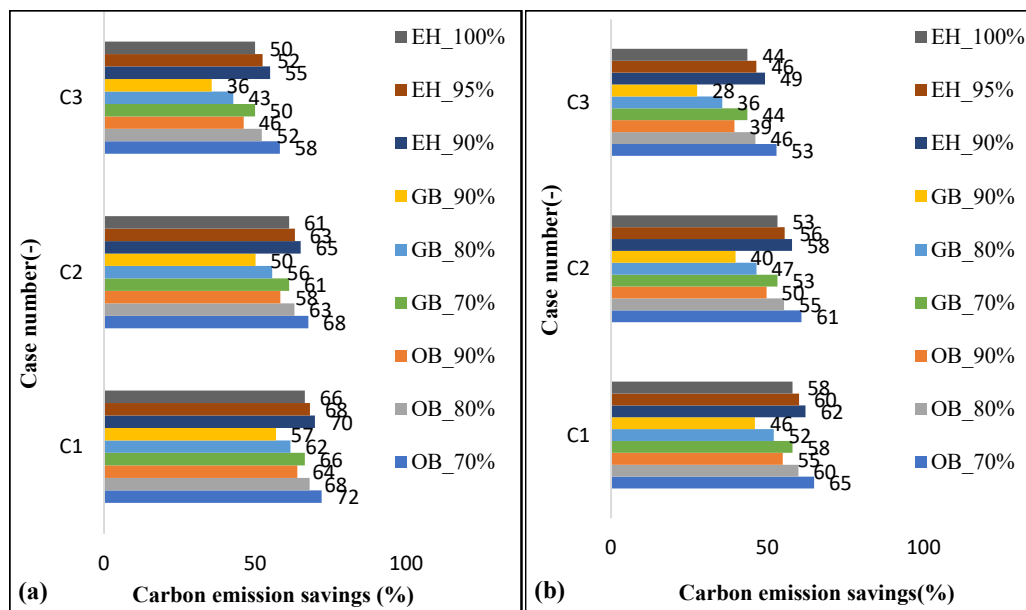 EH_100%
EH_95%
EH_90%
GB_90%
GB_80%
GB_70%
OB_90%
OB_80%
OB_70%
Case number(-)
C3
50
52
55
36
43
50
46
52
58
C2
61
63
65
50
56
61
58
63
68
C1
66
68
70
57
62
66
64
68
72
0 50 100
(a) Carbon emission savings (%)
EH_100%
EH_95%
EH_90%
GB_90%
GB_80%
GB_70%
OB_90%
OB_80%
OB_70%
Case number(-)
C3
44
46
49
28
36
44
39
46
53
C2
53
56
58
40
47
53
50
55
61
C1
58
60
62
46
52
58
55
60
65
0 50 100
(b) Carbon emission savings(%)